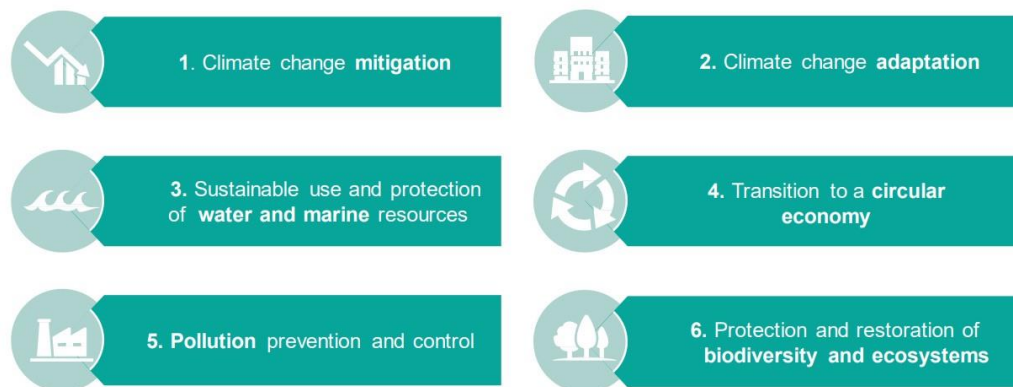 1. Climate change mitigation
2. Climate change adaptation
3. Sustainable use and protection
of water and marine resources
4. Transition to a circular
economy
5. Pollution prevention and control
6. Protection and restoration of
biodiversity and ecosystems